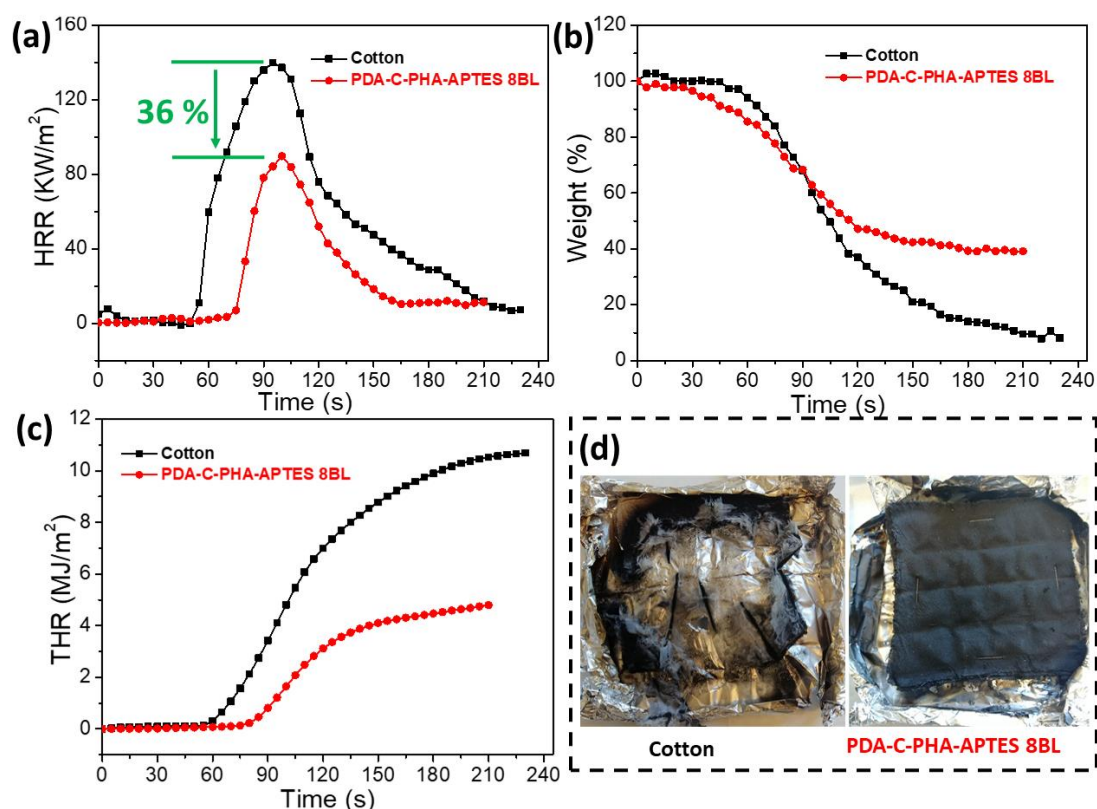 (a)
160
120
80
40
0
HRR (KW/m²)
36 %
Cotton
PDA-C-PHA-APTES 8BL
0 30 60 90 120 150 180 210 240
Time (s)
(b)
120
100
80
60
40
20
0
Weight (%)
Cotton
PDA-C-PHA-APTES 8BL
0 30 60 90 120 150 180 210 240
Time (s)
(c)
12
10
8
6
4
2
0
THR (MJ/m²)
Cotton
PDA-C-PHA-APTES 8BL
0 30 60 90 120 150 180 210 240
Time (s)
(d)
Cotton
PDA-C-PHA-APTES 8BL